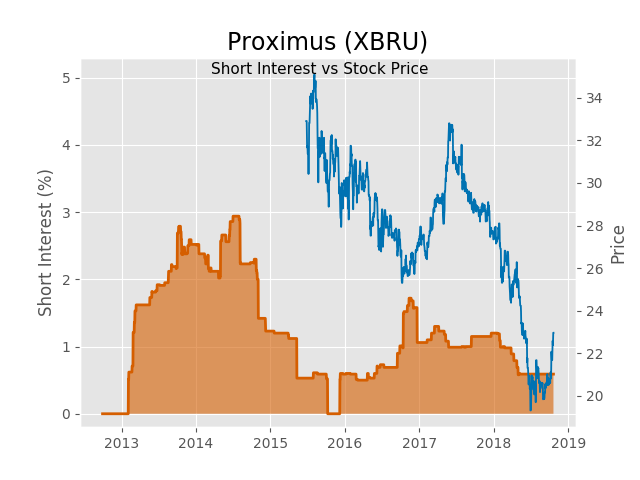 Proximus (XBRU)
Short Interest vs Stock Price
Short Interest (%)
5
4
3
2
1
0
34
32
30
28
26
24
22
20
Price
2013 2014 2015 2016 2017 2018 2019